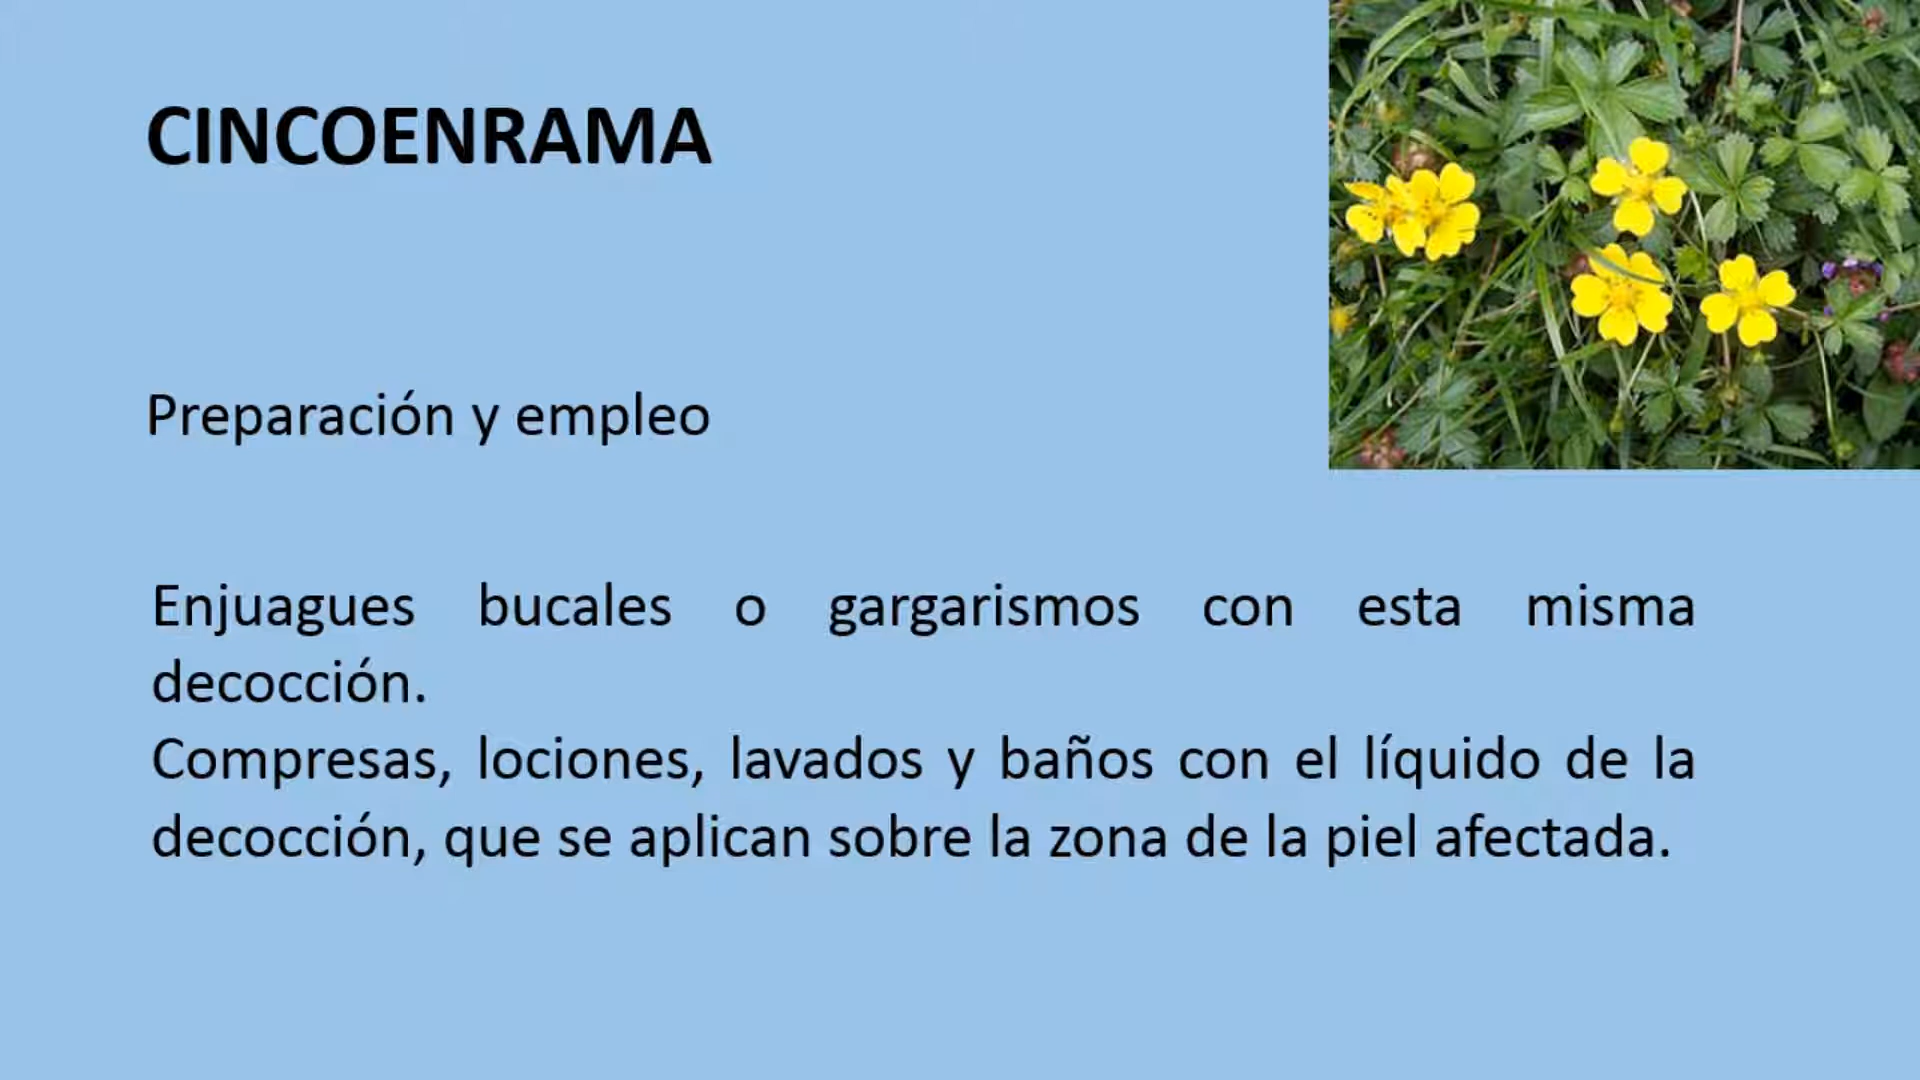 CINCOENRAMA
Preparación y empleo
Enjuagues bucales o gargarismos con esta misma
decocción.
Compresas, lociones, lavados y baños con el líquido de la
decocción, que se aplican sobre la zona de la piel afectada.